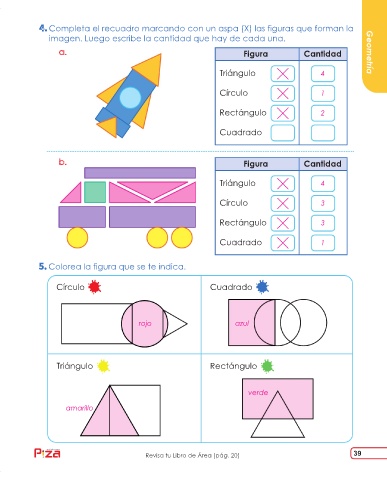 4. Completa el recuadro marcando con un aspa (X) las figuras que forman la
imagen. Luego escribe la cantidad que hay de cada una.
Geometría
a.
Figura Cantidad
Triángulo X 4
Círculo X 1
Rectángulo X 2
Cuadrado
b.
Figura Cantidad
Triángulo X 4
Círculo X 3
Rectángulo X 3
Cuadrado X 1
5. Colorea la figura que se te indica.
Círculo Cuadrado
rojo azul
Triángulo Rectángulo
amarillo verde
Pizza
Revisa tu Libro de Área (pág. 20)
39